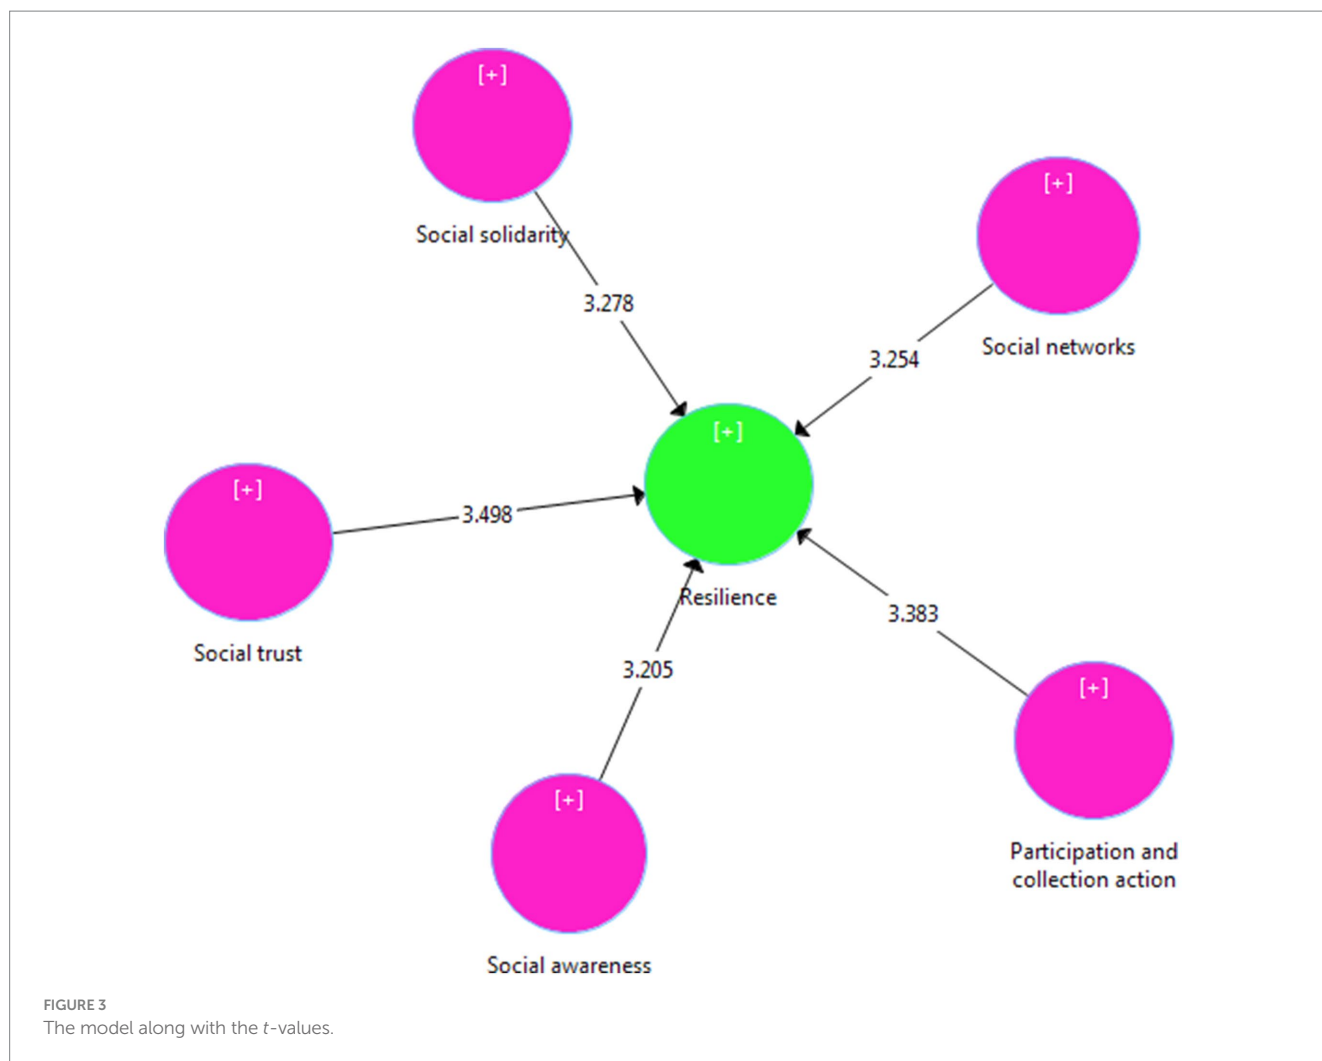 [+]
Social solidarity
[+]
Social networks
3.278
3.254
[+]
Resilience
[+]
Social trust
3.498
3.383
3.205
[+]
Participation and
collection action
[+]
Social awareness
FIGURE 3
The model along with the t-values.